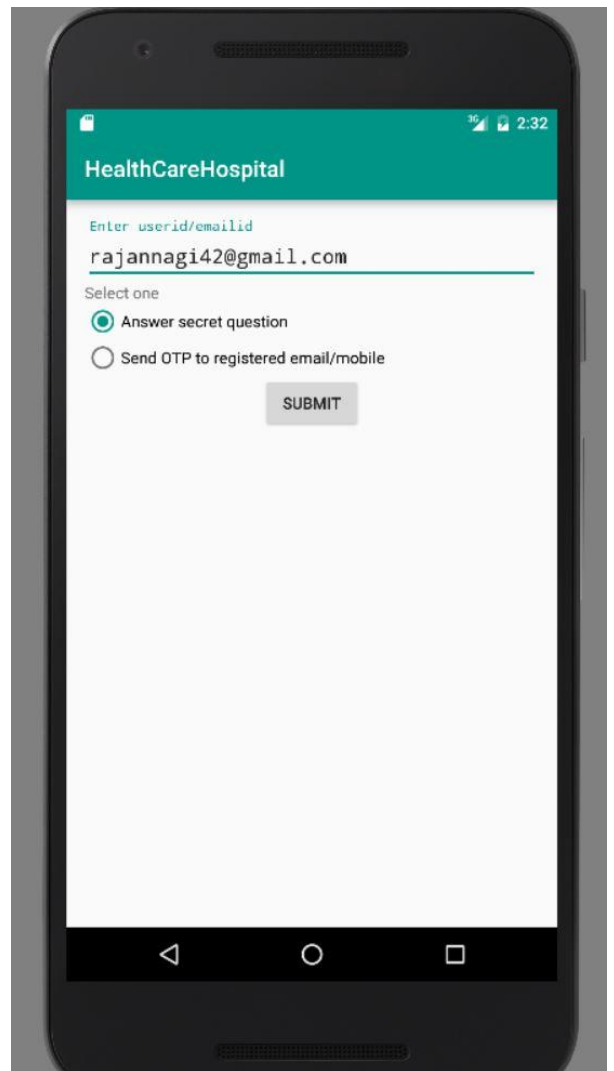 3G 2:32
HealthCareHospital
Enter userid/emailid
rajannagi42@gmail.com
Select one
Answer secret question
Send OTP to registered email/mobile
SUBMIT